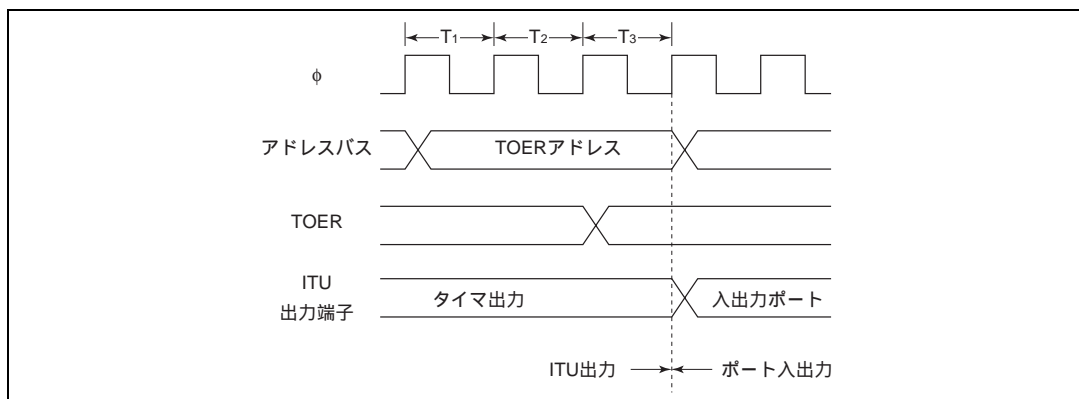 T1 T2 T3
φ
アドレスバス TOERアドレス
TOER
ITU
出力端子 タイマ出力 入出力ポート
ITU出力 ポート入出力